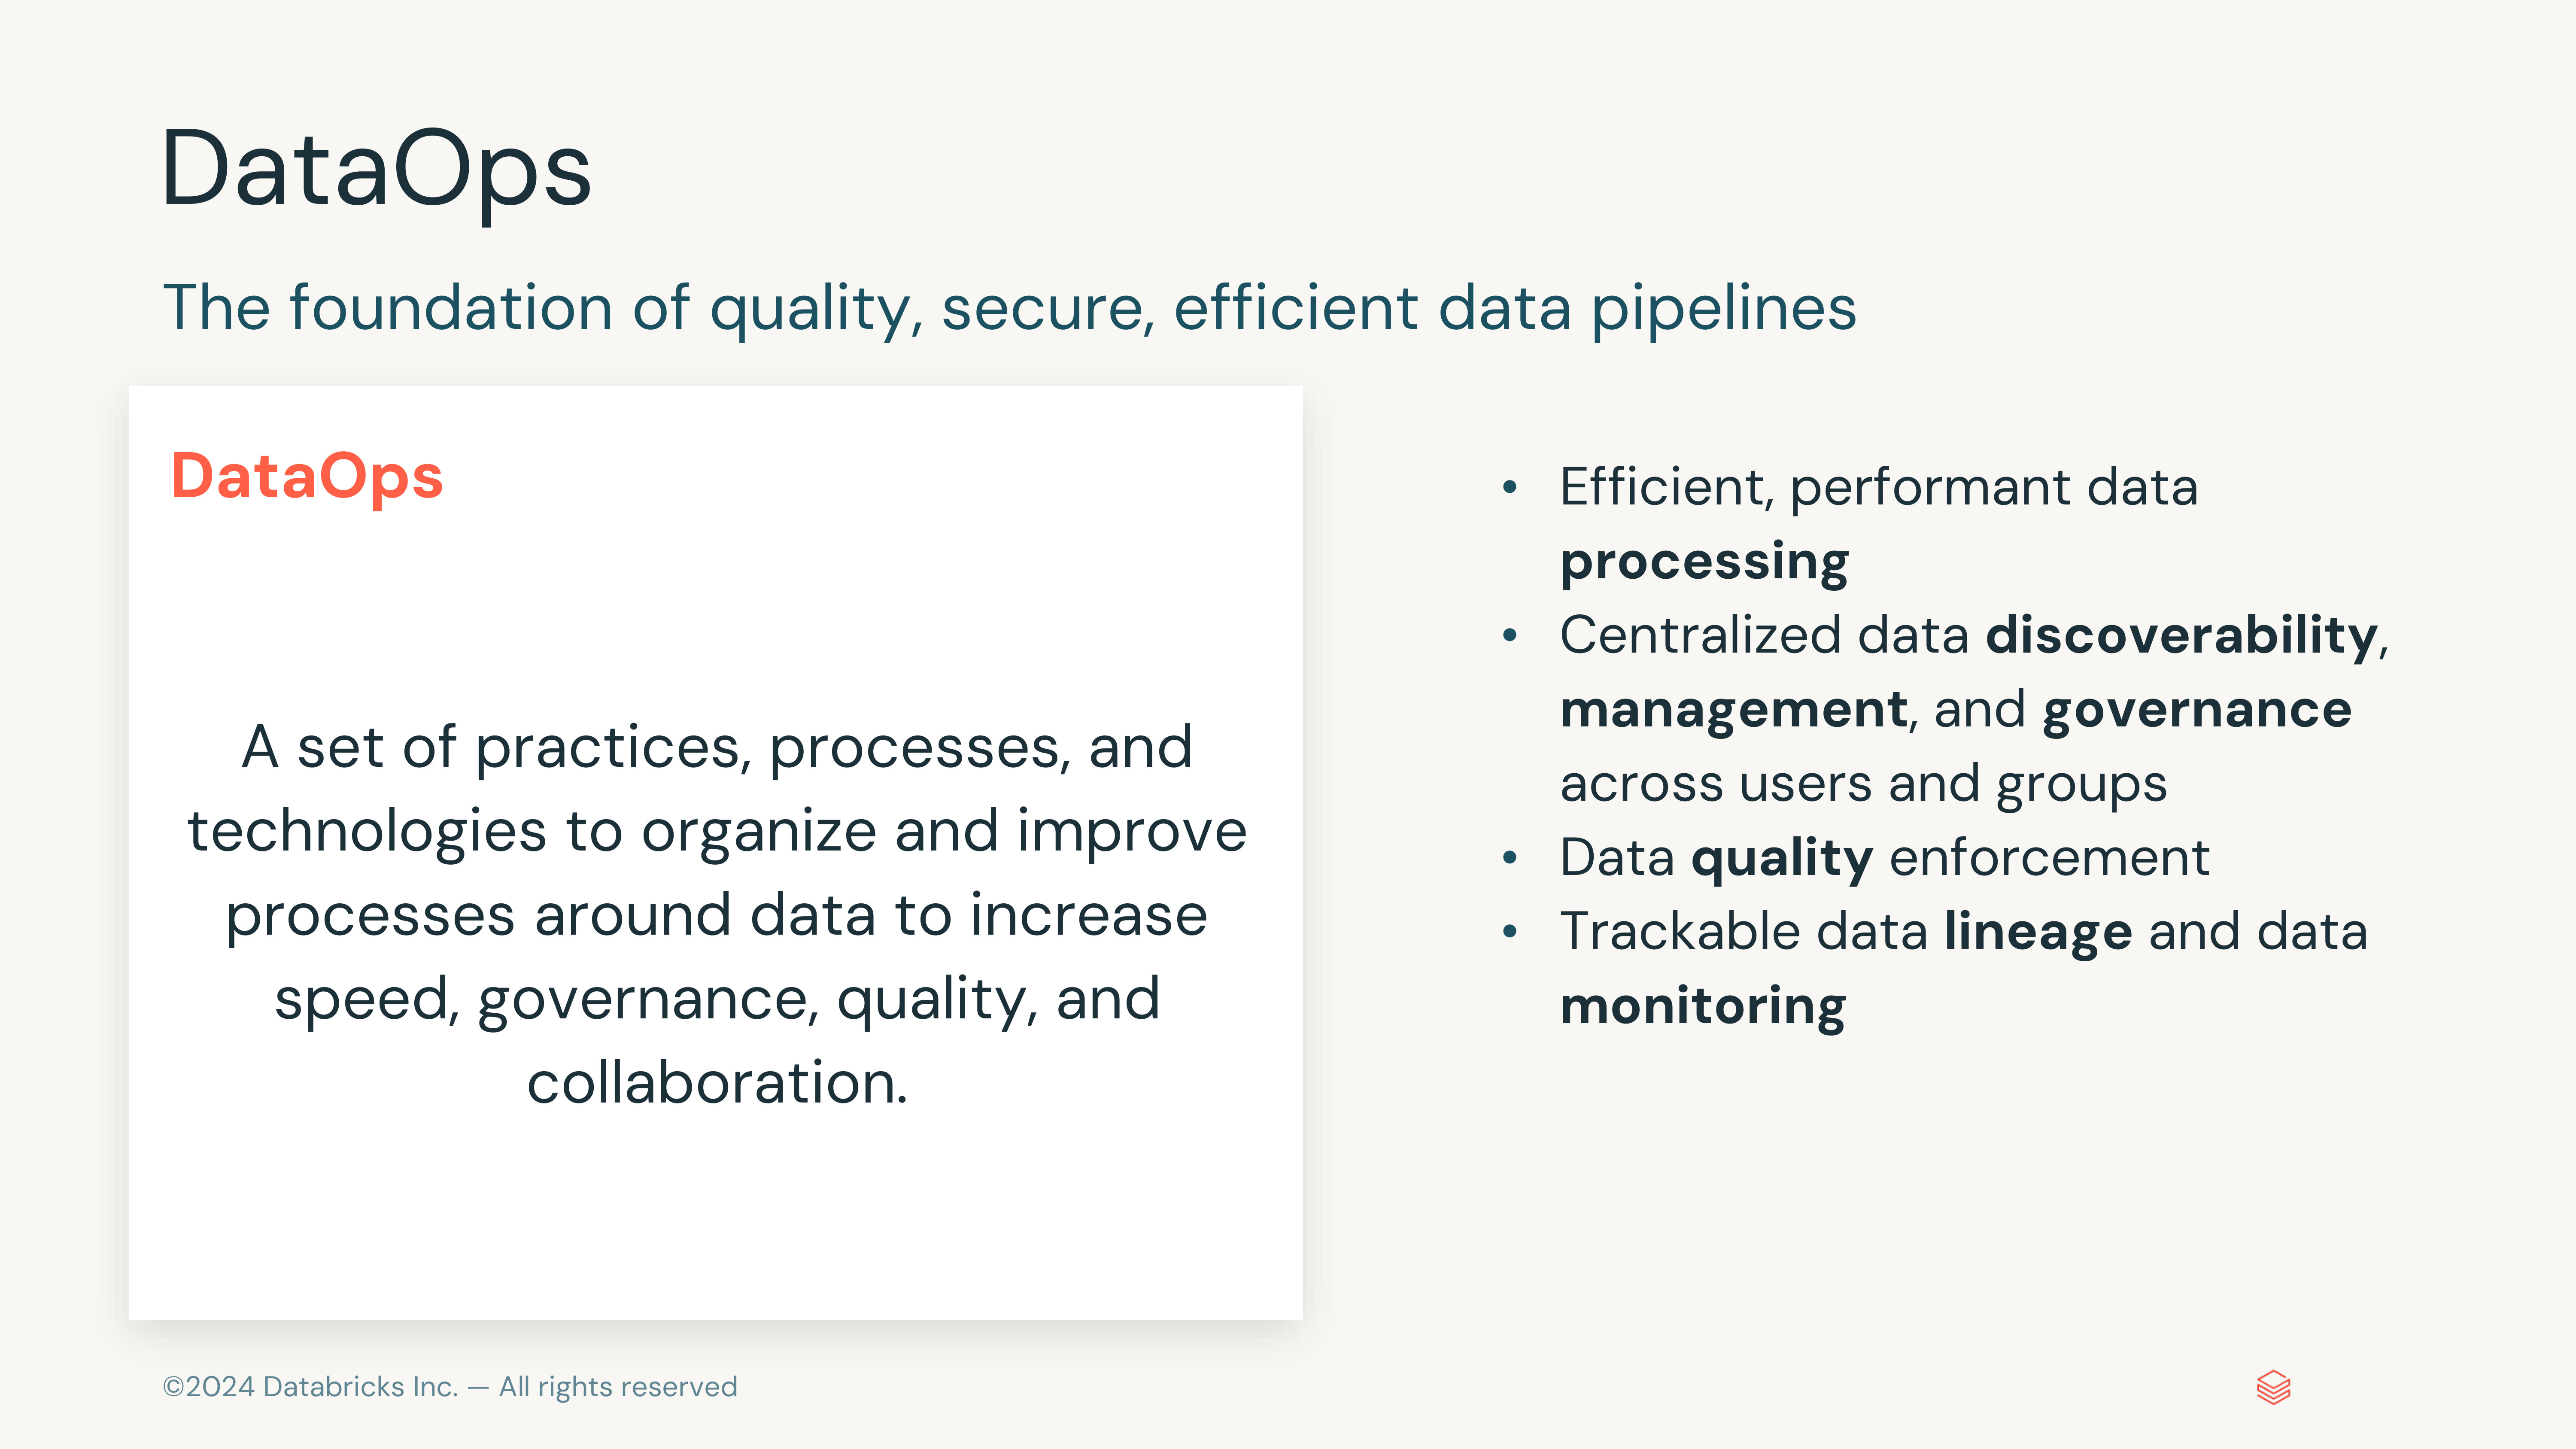 DataOps
The foundation of quality, secure, efficient data pipelines
DataOps
A set of practices, processes, and
technologies to organize and improve
processes around data to increase
speed, governance, quality, and
collaboration.
• Efficient, performant data
processing
• Centralized data discoverability,
management, and governance
across users and groups
• Data quality enforcement
• Trackable data lineage and data
monitoring
©2024 Databricks Inc. — All rights reserved